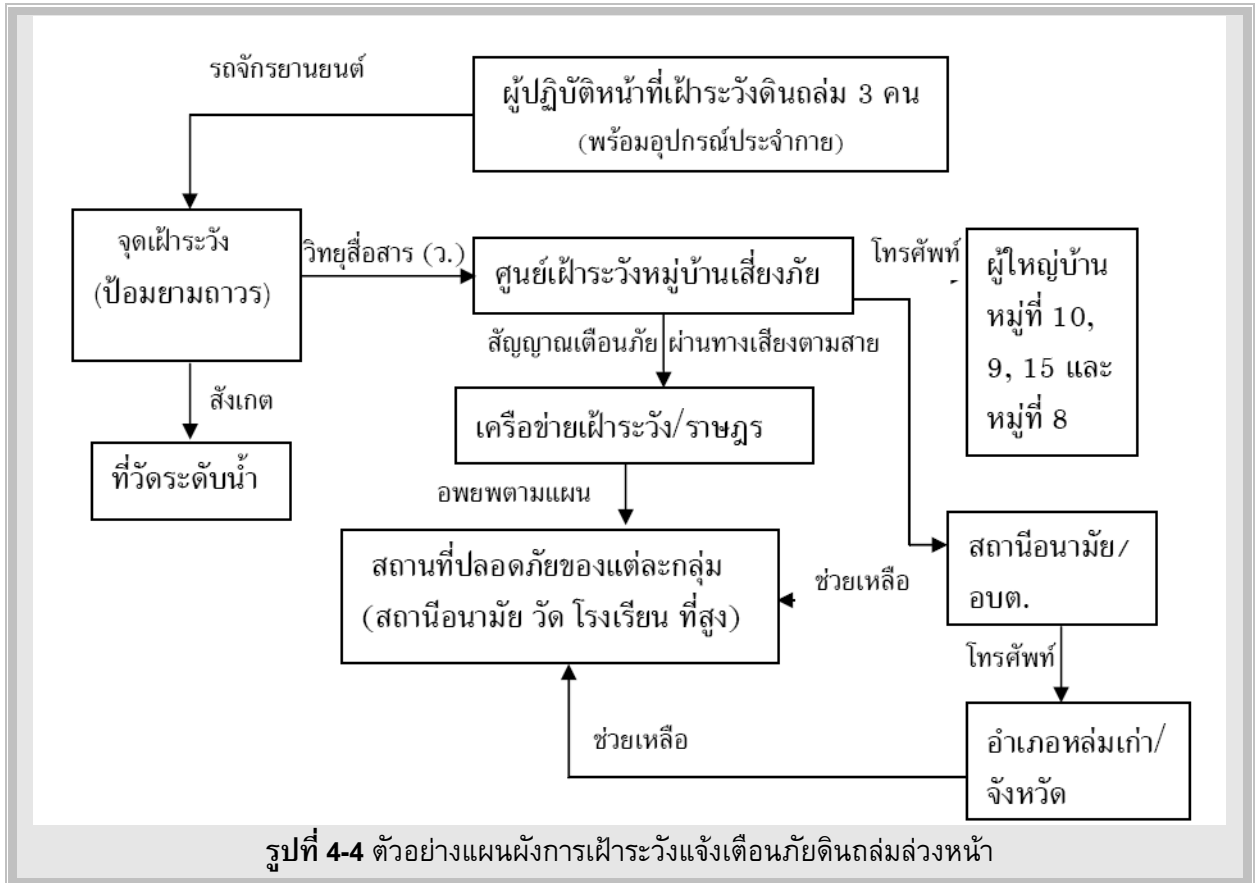 รถจักรยานยนต์
ผู้ปฏิบัติหน้าที่เฝ้าระวังดินถล่ม 3 คน
(พร้อมอุปกรณ์ประจำกาย)
จุดเฝ้าระวัง
(ป้อมยามถาวร)
วิทยุสื่อสาร (ว.)
ศูนย์เฝ้าระวังหมู่บ้านเสี่ยงภัย
โทรศัพท์
ผู้ใหญ่บ้าน
หมู่ที่ 10,
9, 15 และ
หมู่ที่ 8
สัญญาณเตือนภัย ผ่านทางเสียงตามสาย
สังเกต
ที่วัดระดับน้ำ
เครือข่ายเฝ้าระวัง/ราษฎร
อพยพตามแผน
สถานที่ปลอดภัยของแต่ละกลุ่ม
(สถานีอนามัย วัด โรงเรียน ที่สูง)
ช่วยเหลือ
สถานีอนามัย/
อบต.
โทรศัพท์
ช่วยเหลือ
อำเภอหล่มเก่า/
จังหวัด
รูปที่ 4-4 ตัวอย่างแผนผังการเฝ้าระวังแจ้งเตือนภัยดินถล่มล่วงหน้า